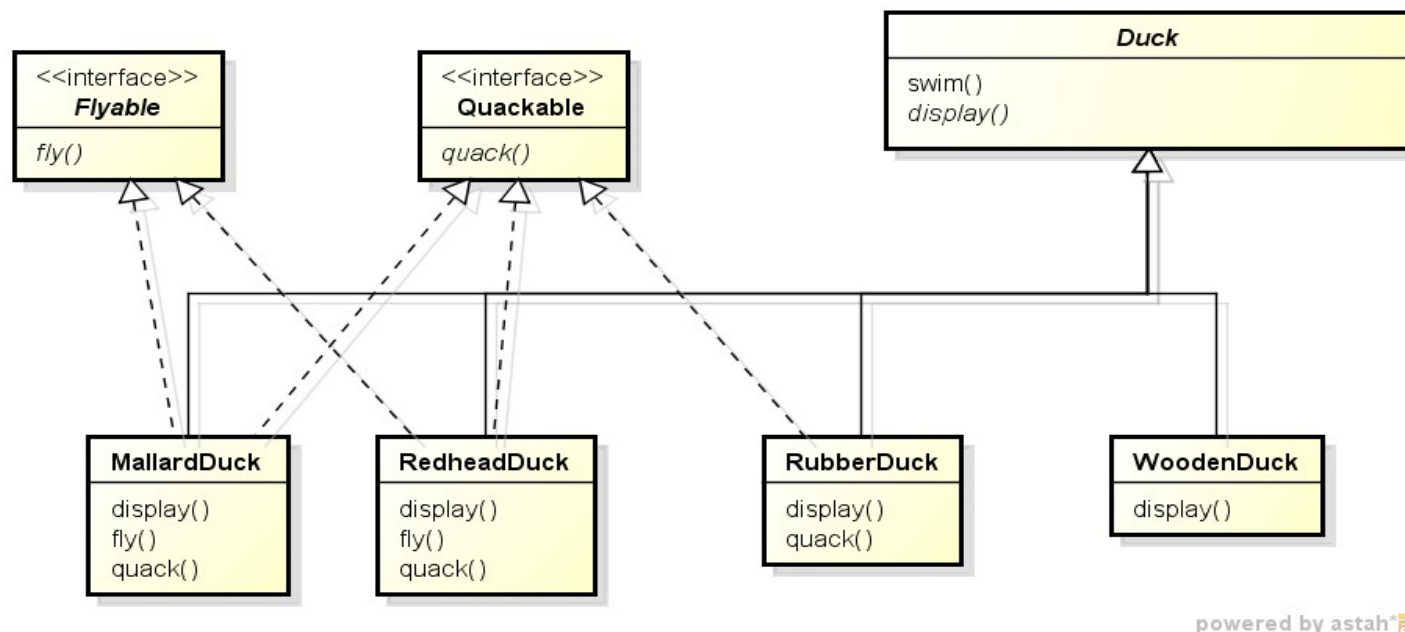 <<interface>>
Flyable
fly()
<<interface>>
Quackable
quack()
Duck
swim()
display()
MallardDuck
display()
fly()
quack()
RedheadDuck
display()
fly()
quack()
RubberDuck
display()
quack()
WoodenDuck
display()
powered by astah*